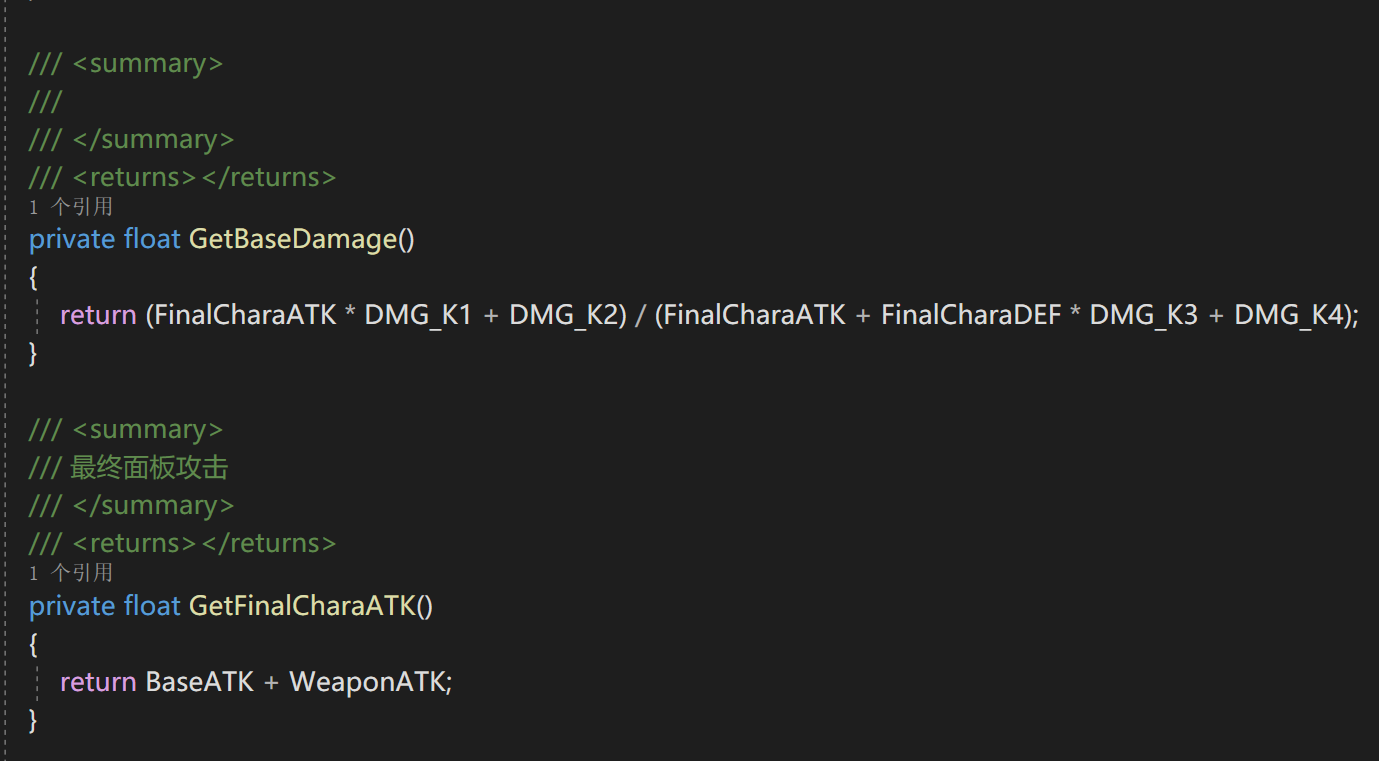 /// <summary>
///
/// </summary>
/// <returns></returns>
1 个引用
private float GetBaseDamage()
{
return (FinalCharaATK * DMG_K1 + DMG_K2) / (FinalCharaATK + FinalCharaDEF * DMG_K3 + DMG_K4);
}
/// <summary>
/// 最终面板攻击
/// </summary>
/// <returns></returns>
1 个引用
private float GetFinalCharaATK()
{
return BaseATK + WeaponATK;
}